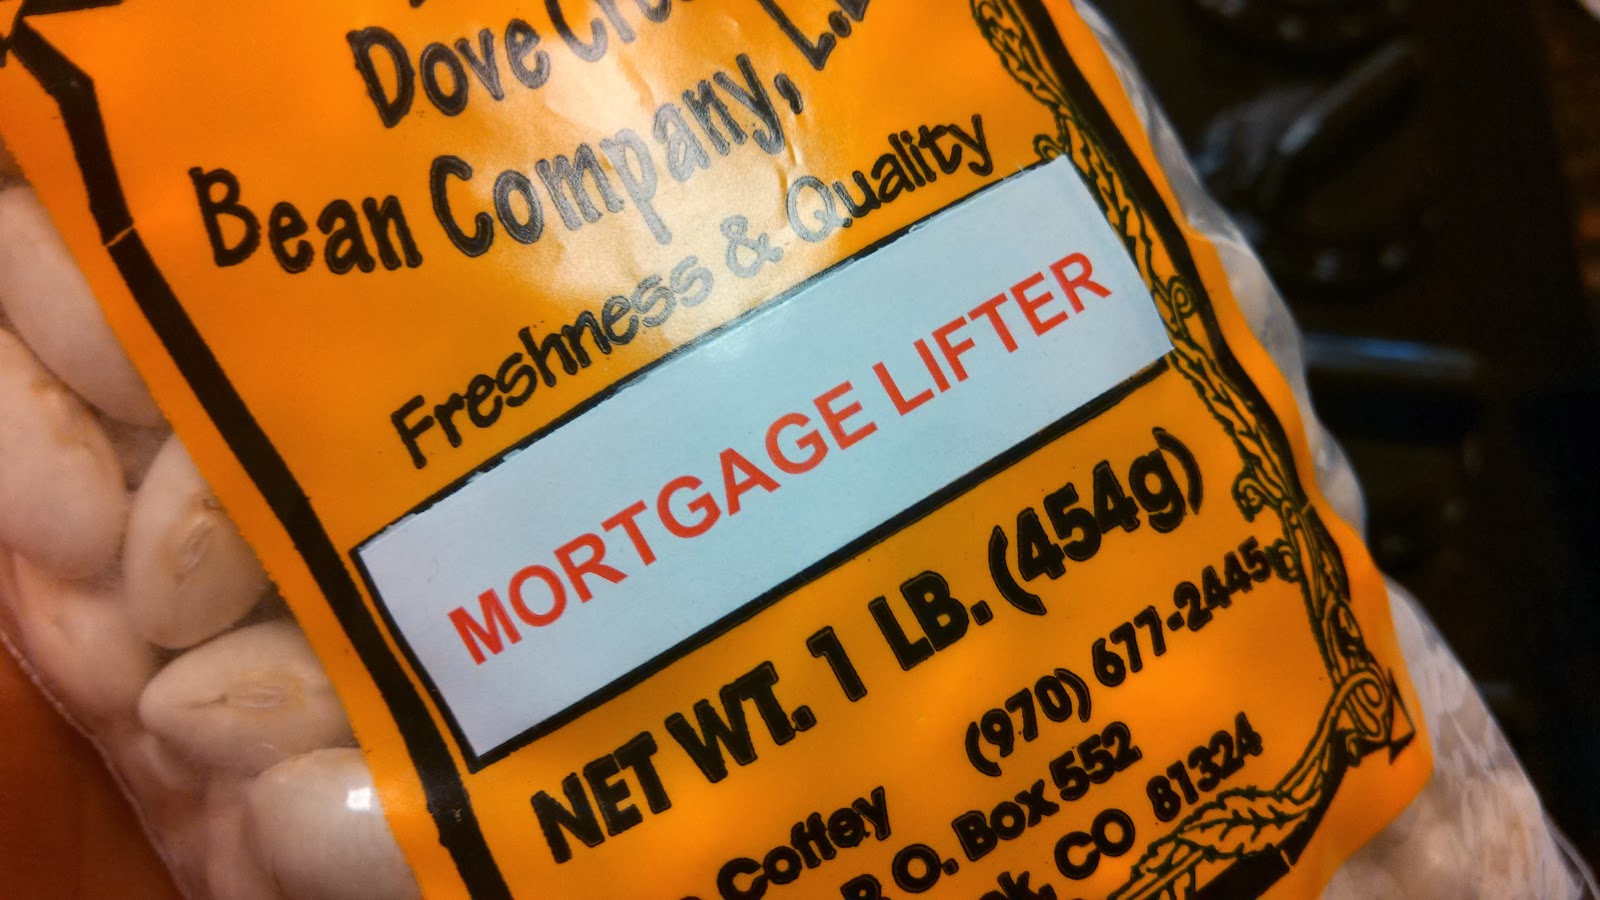 Dove
Bean Company,
Freshness & Quality
MORTGAGE LIFTER
NET WT. 1 LB. (454g)
(970) 677-2445
Coffey
P. O. Box 552
CO 81324